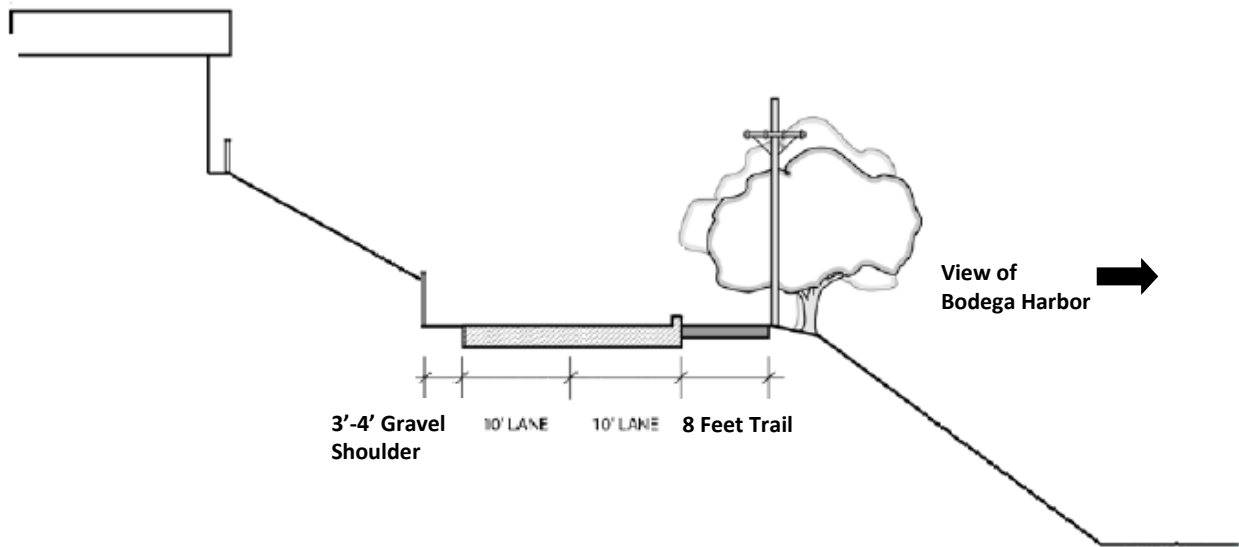 View of
Bodega Harbor
3’-4’ Gravel
Shoulder
10' LANE
10' LANE
8 Feet Trail